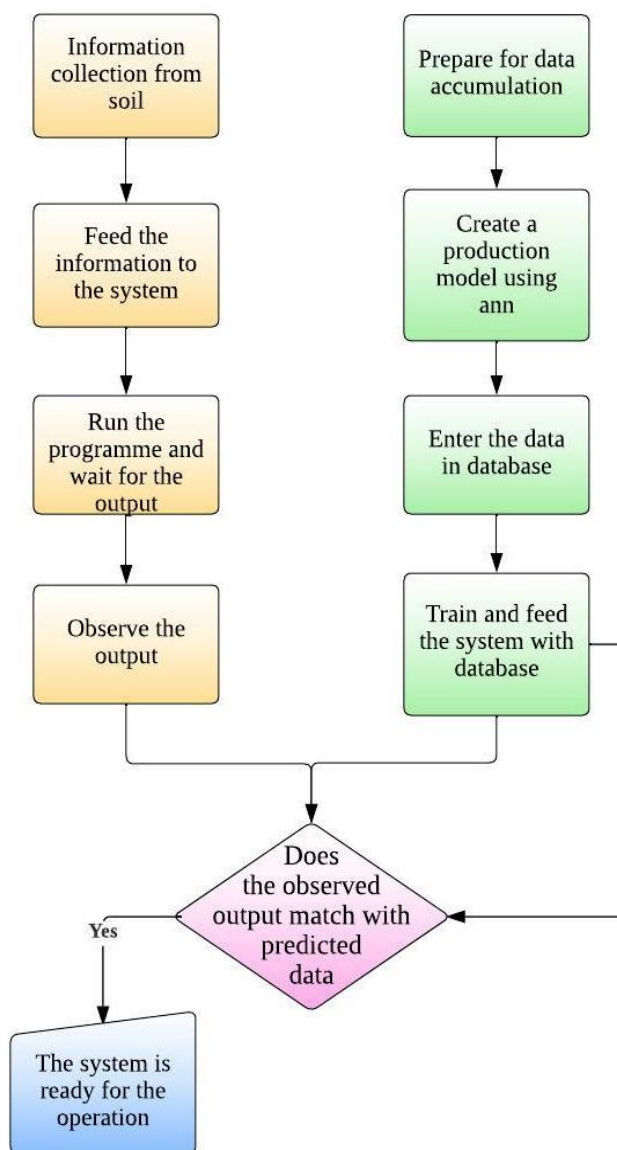 Information
collection from
soil
Feed the
information to
the system
Run the
programme and
wait for the
output
Observe the
output
Prepare for data
accumulation
Create a
production
model using
ann
Enter the data
in database
Train and feed
the system with
database
Does
the observed
output match with
predicted
data
Yes
The system is
ready for the
operation